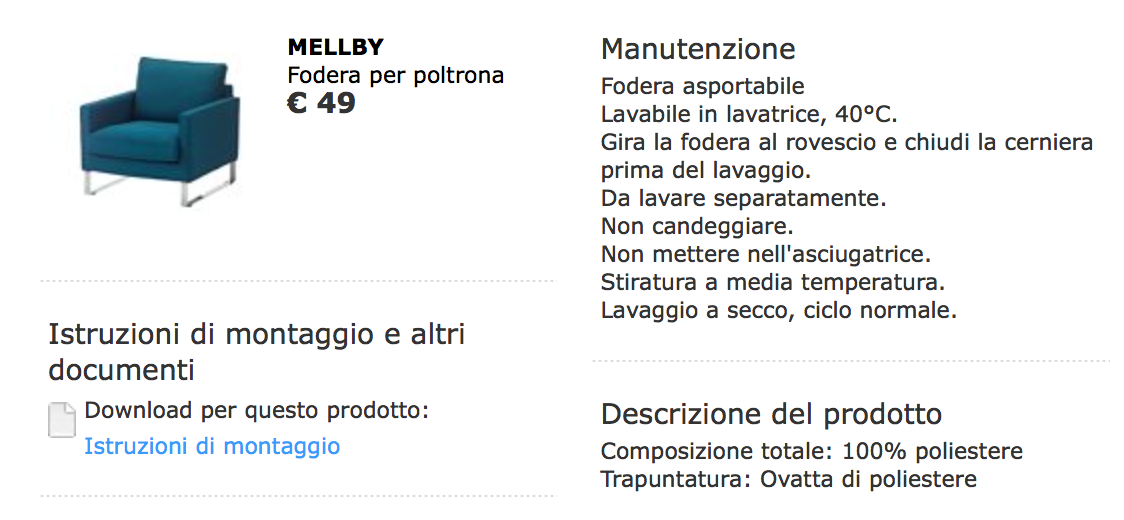 MELLBY
Fodera per poltrona
€ 49
Istruzioni di montaggio e altri
documenti
Download per questo prodotto:
Istruzioni di montaggio
Manutenzione
Fodera asportabile
Lavabile in lavatrice, 40°C.
Gira la fodera al rovescio e chiudi la cerniera
prima del lavaggio.
Da lavare separatamente.
Non candeggiare.
Non mettere nell'asciugatrice.
Stiratura a media temperatura.
Lavaggio a secco, ciclo normale.
Descrizione del prodotto
Composizione totale: 100% poliestere
Trapuntatura: Ovatta di poliestere